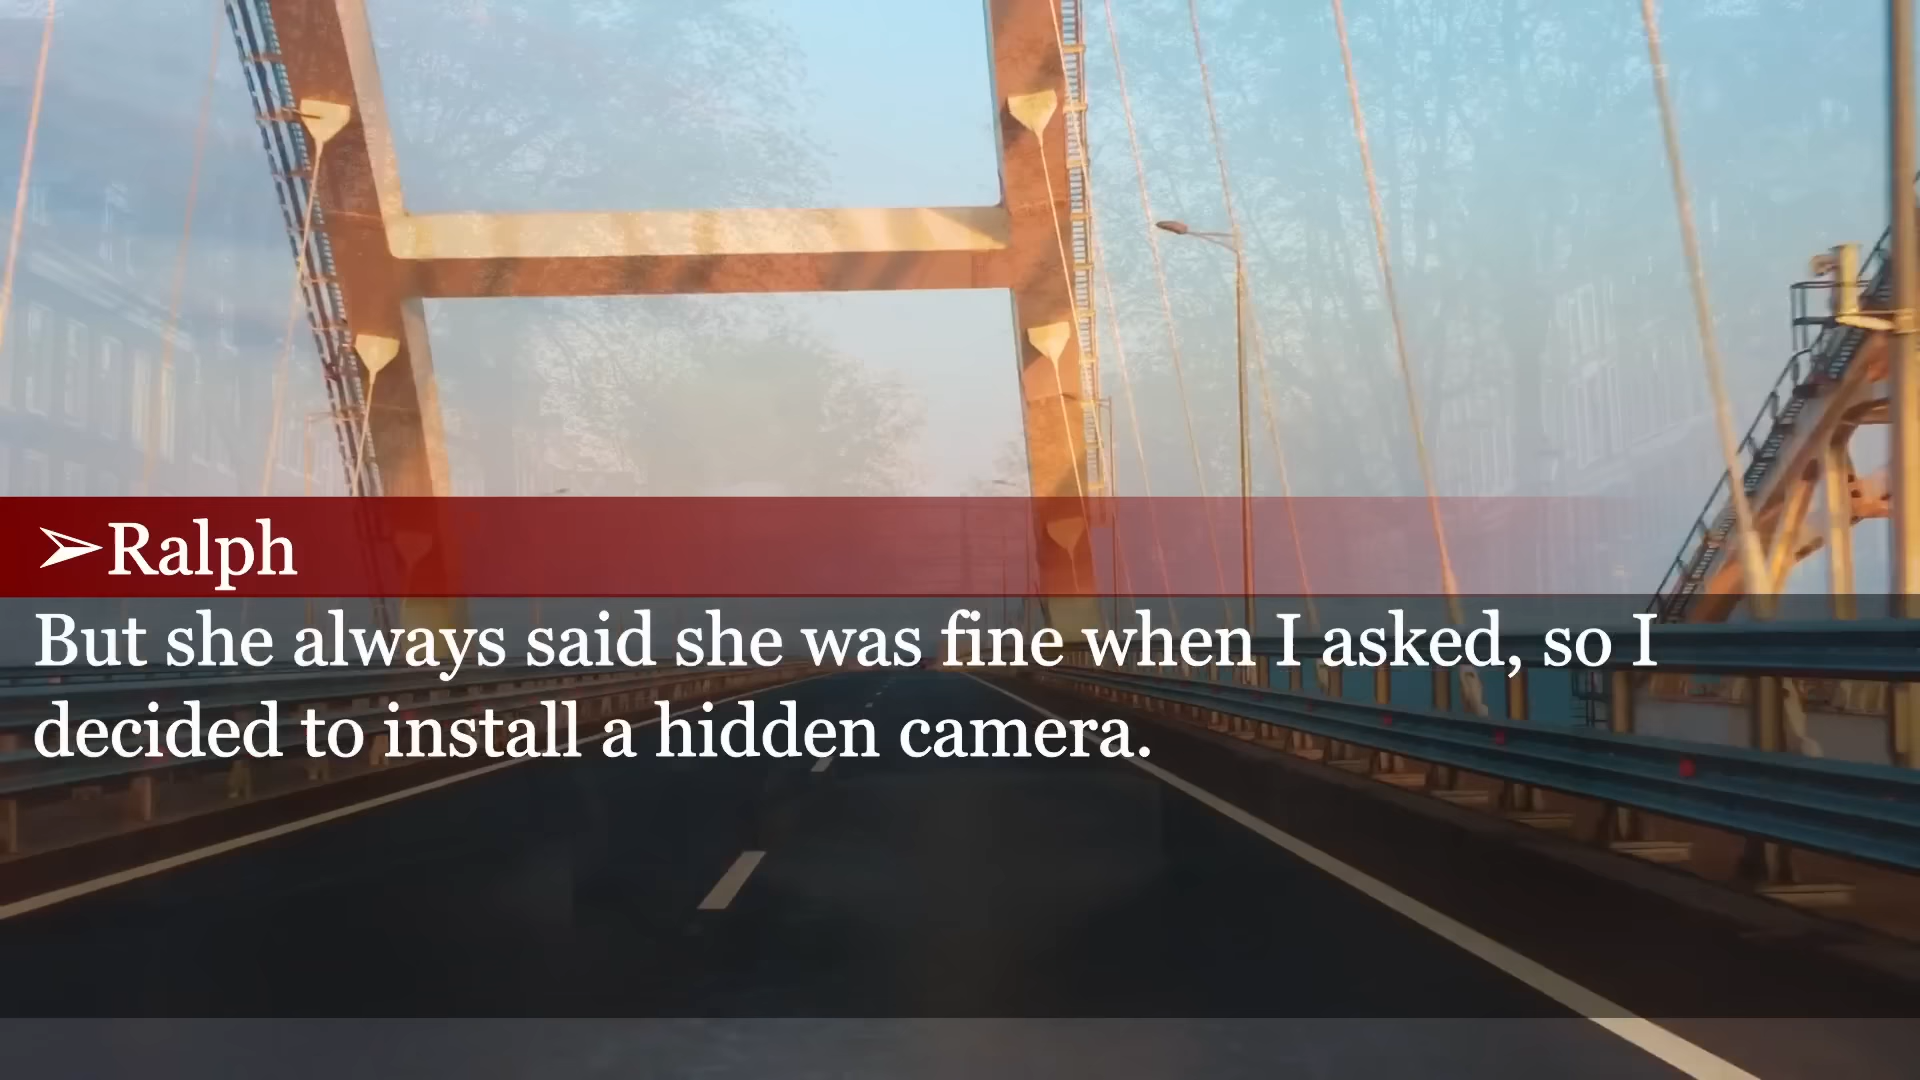 ➢Ralph
But she always said she was fine when I asked, so I
decided to install a hidden camera.